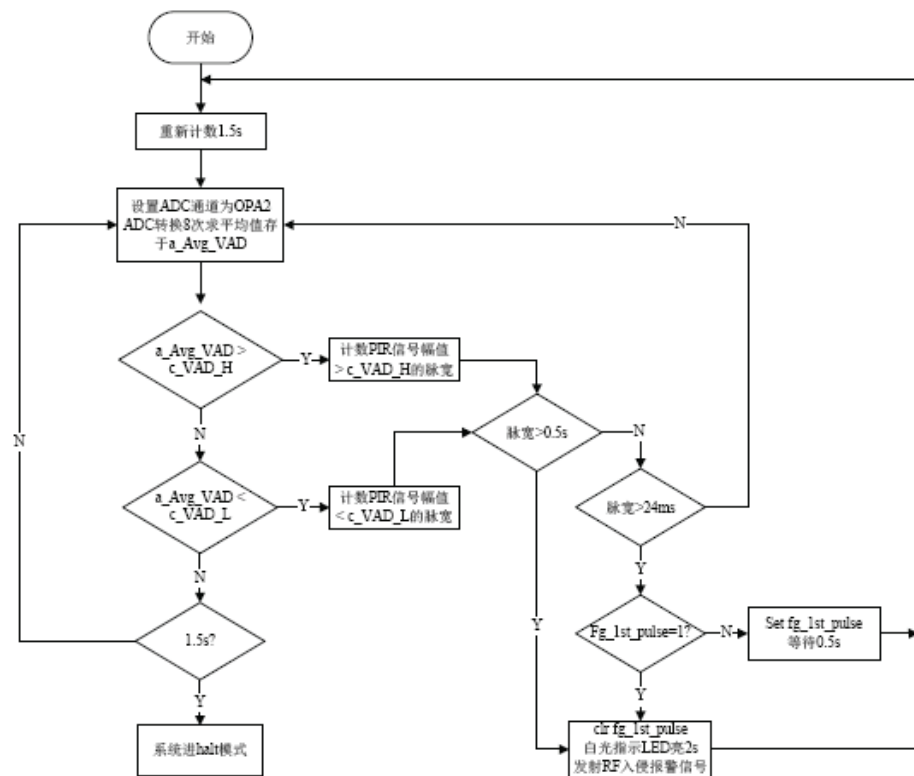 开始
重新计数1.5s
设置ADC通道为OPA2
ADC转换8次求平均值存
于a_Avg_VAD
N
a_Avg_VAD >
c_VAD_H
Y
计数PIR信号幅值
> c_VAD_H的脉宽
脉宽>0.5s
N
N
N
a_Avg_VAD <
c_VAD_L
Y
计数PIR信号幅值
< c_VAD_L的脉宽
脉宽>24ms
N
Y
1.5s?
Y
Fg_1st_pulse=1?
N
Set fg_1st_pulse
等待0.5s
Y
Y
系统进halt模式
clr fg_1st_pulse
白光指示LED亮2s
发射RF入侵报警信号